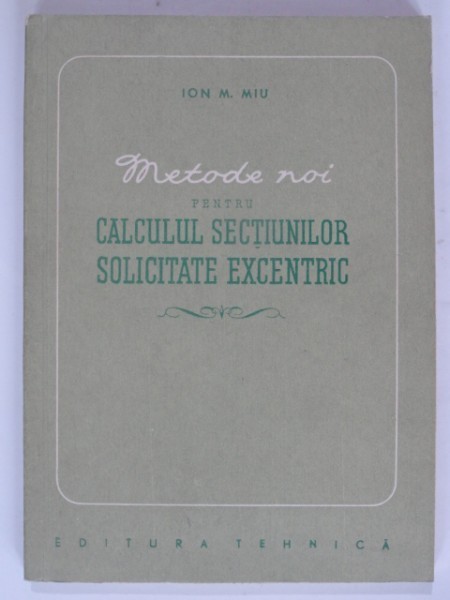 ION M. MIU
Metode noi
PENTRU
CALCULUL SECȚIUNILOR
SOLICITATE EXCENTRIC
EDITURA TEHNICĂ